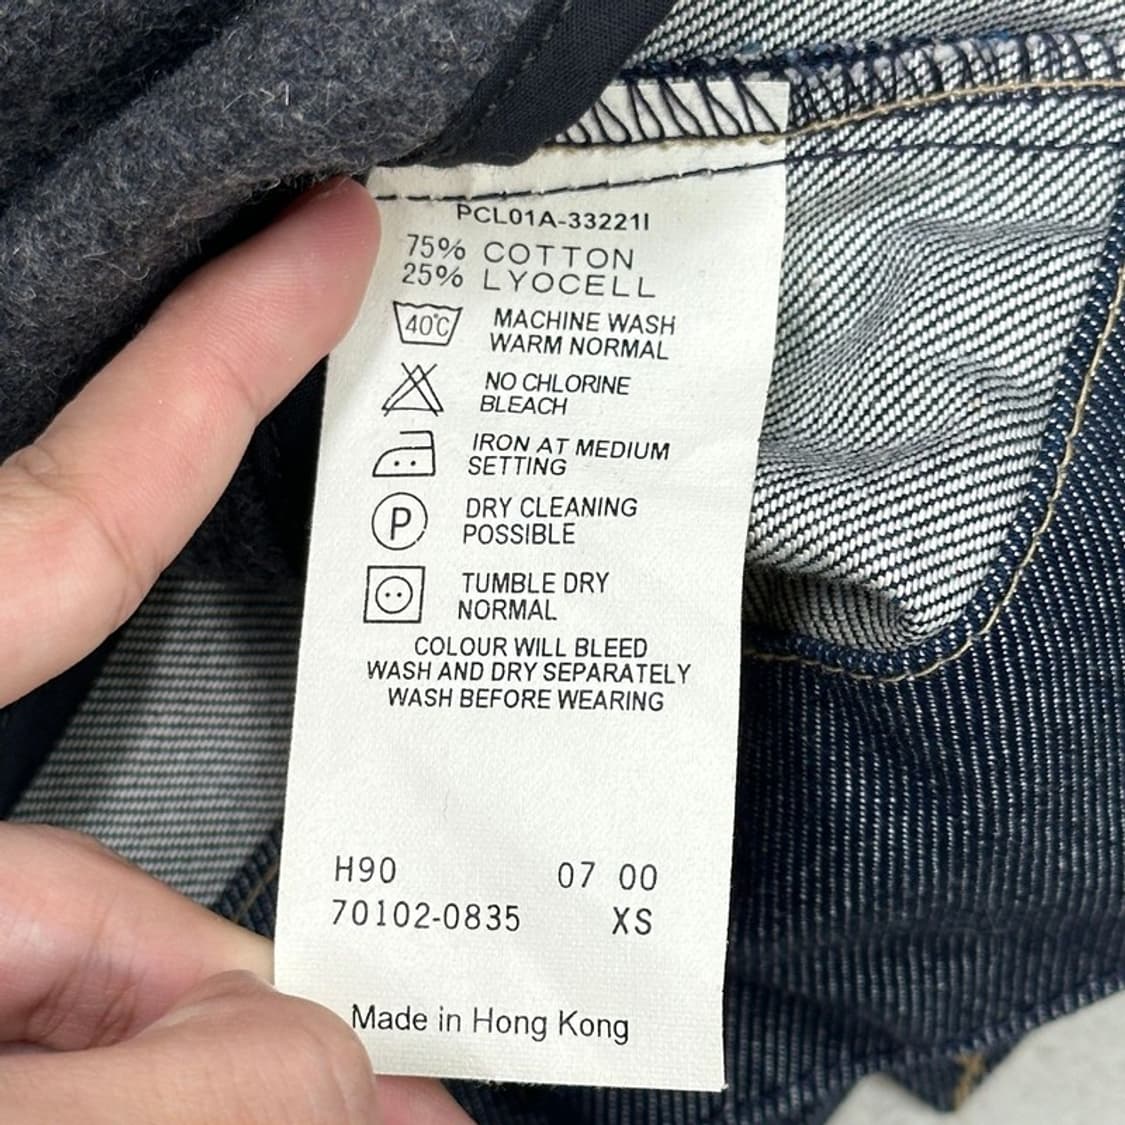 PCL01A-33221I
75% COTTON
25% LYOCELL
40°C MACHINE WASH
WARM NORMAL
NO CHLORINE
BLEACH
IRON AT MEDIUM
SETTING
P DRY CLEANING
POSSIBLE
TUMBLE DRY
NORMAL
COLOUR WILL BLEED
WASH AND DRY SEPARATELY
WASH BEFORE WEARING
H90 07 00
70102-0835 XS
Made in Hong Kong